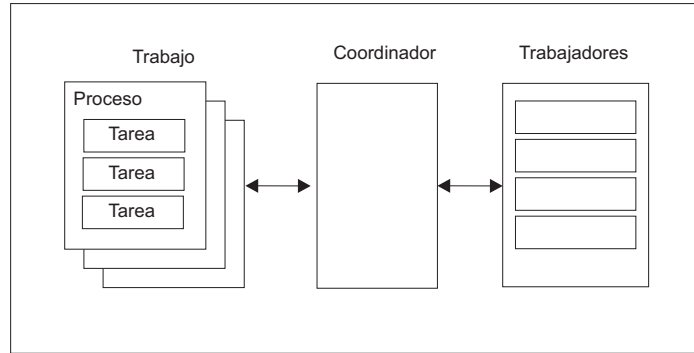 Trabajo
Coordinador
Trabajadores
Proceso
Tarea
Tarea
Tarea